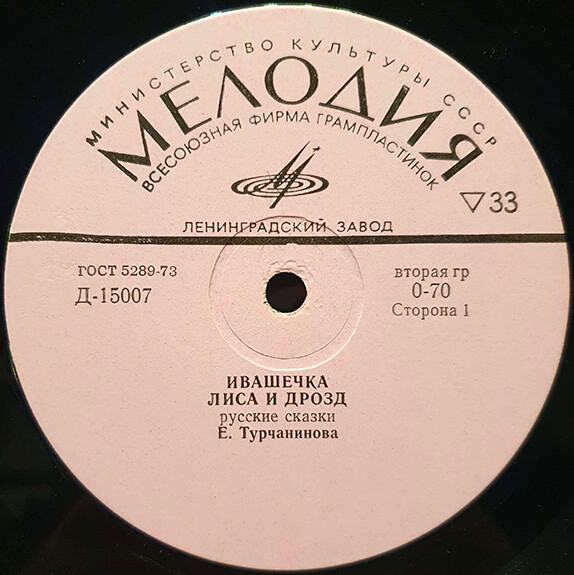 МИНИСТЕРСТВО КУЛЬТУРЫ СССР
МЕЛОДИЯ
ВСЕСОЮЗНАЯ ФИРМА ГРАМПЛАСТИНОК
33
ЛЕНИНГРАДСКИЙ ЗАВОД
ГОСТ 5289-73
Д-15007
вторая гр
0-70
Сторона 1
ИВАШЕЧКА
ЛИСА И ДРОЗД
русские сказки
Е. Турчанинова